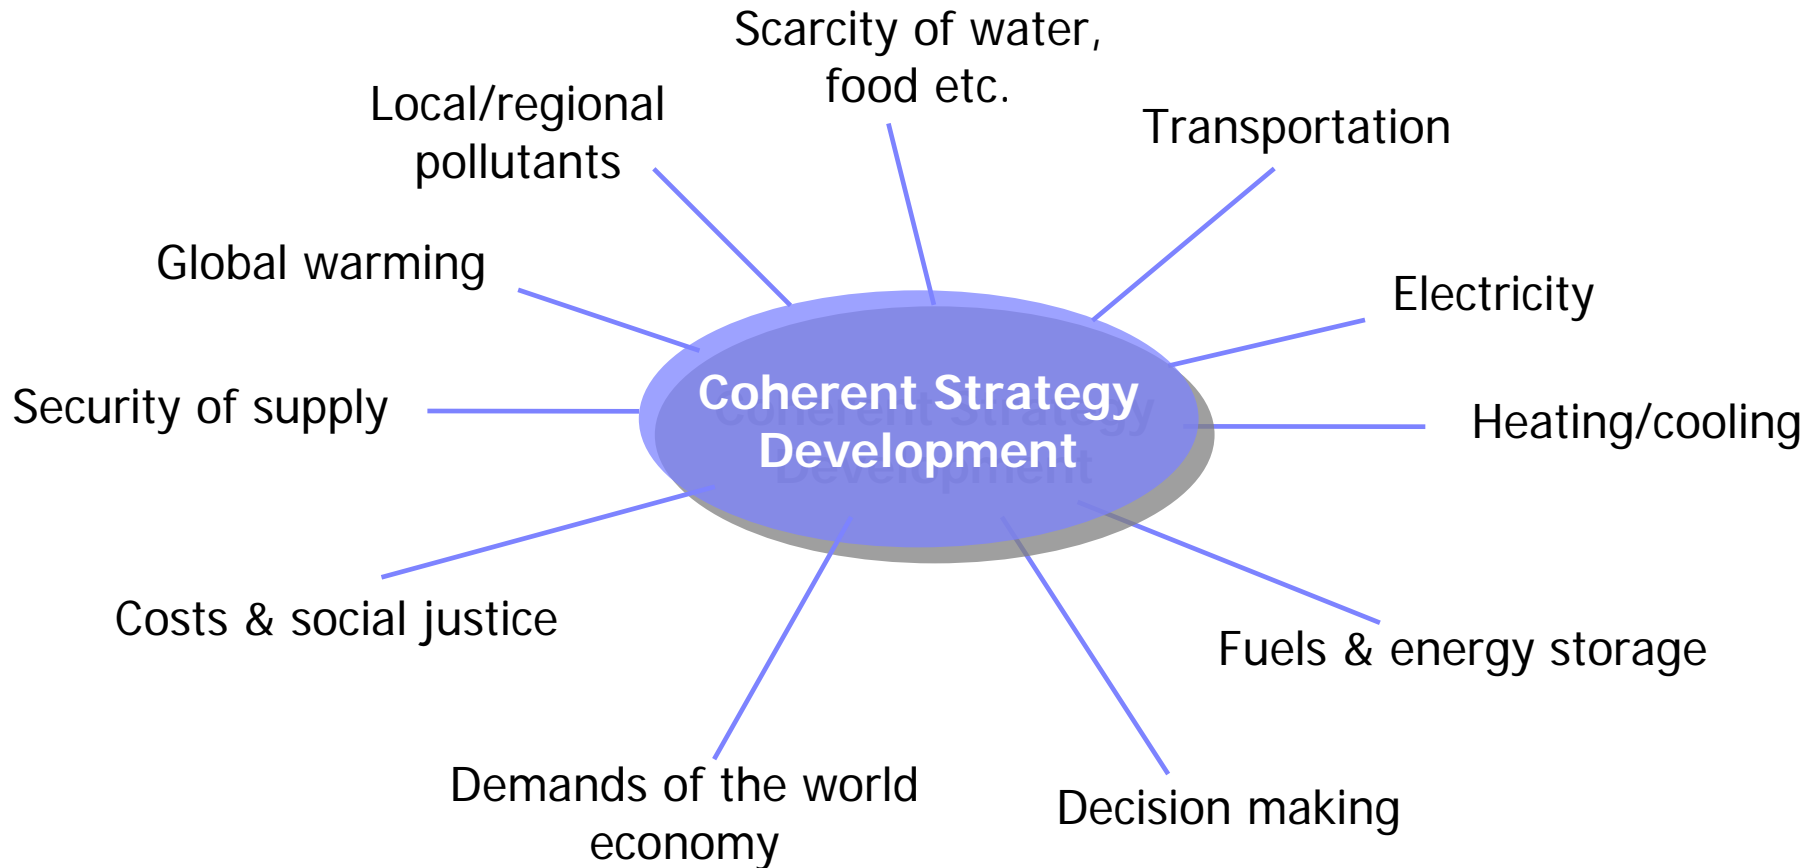 Scarcity of water,
food etc.
Local/regional
pollutants
Transportation
Global warming
Electricity
Coherent Strategy
Development
Security of supply
Heating/cooling
Costs & social justice
Fuels & energy storage
Demands of the world
economy
Decision making